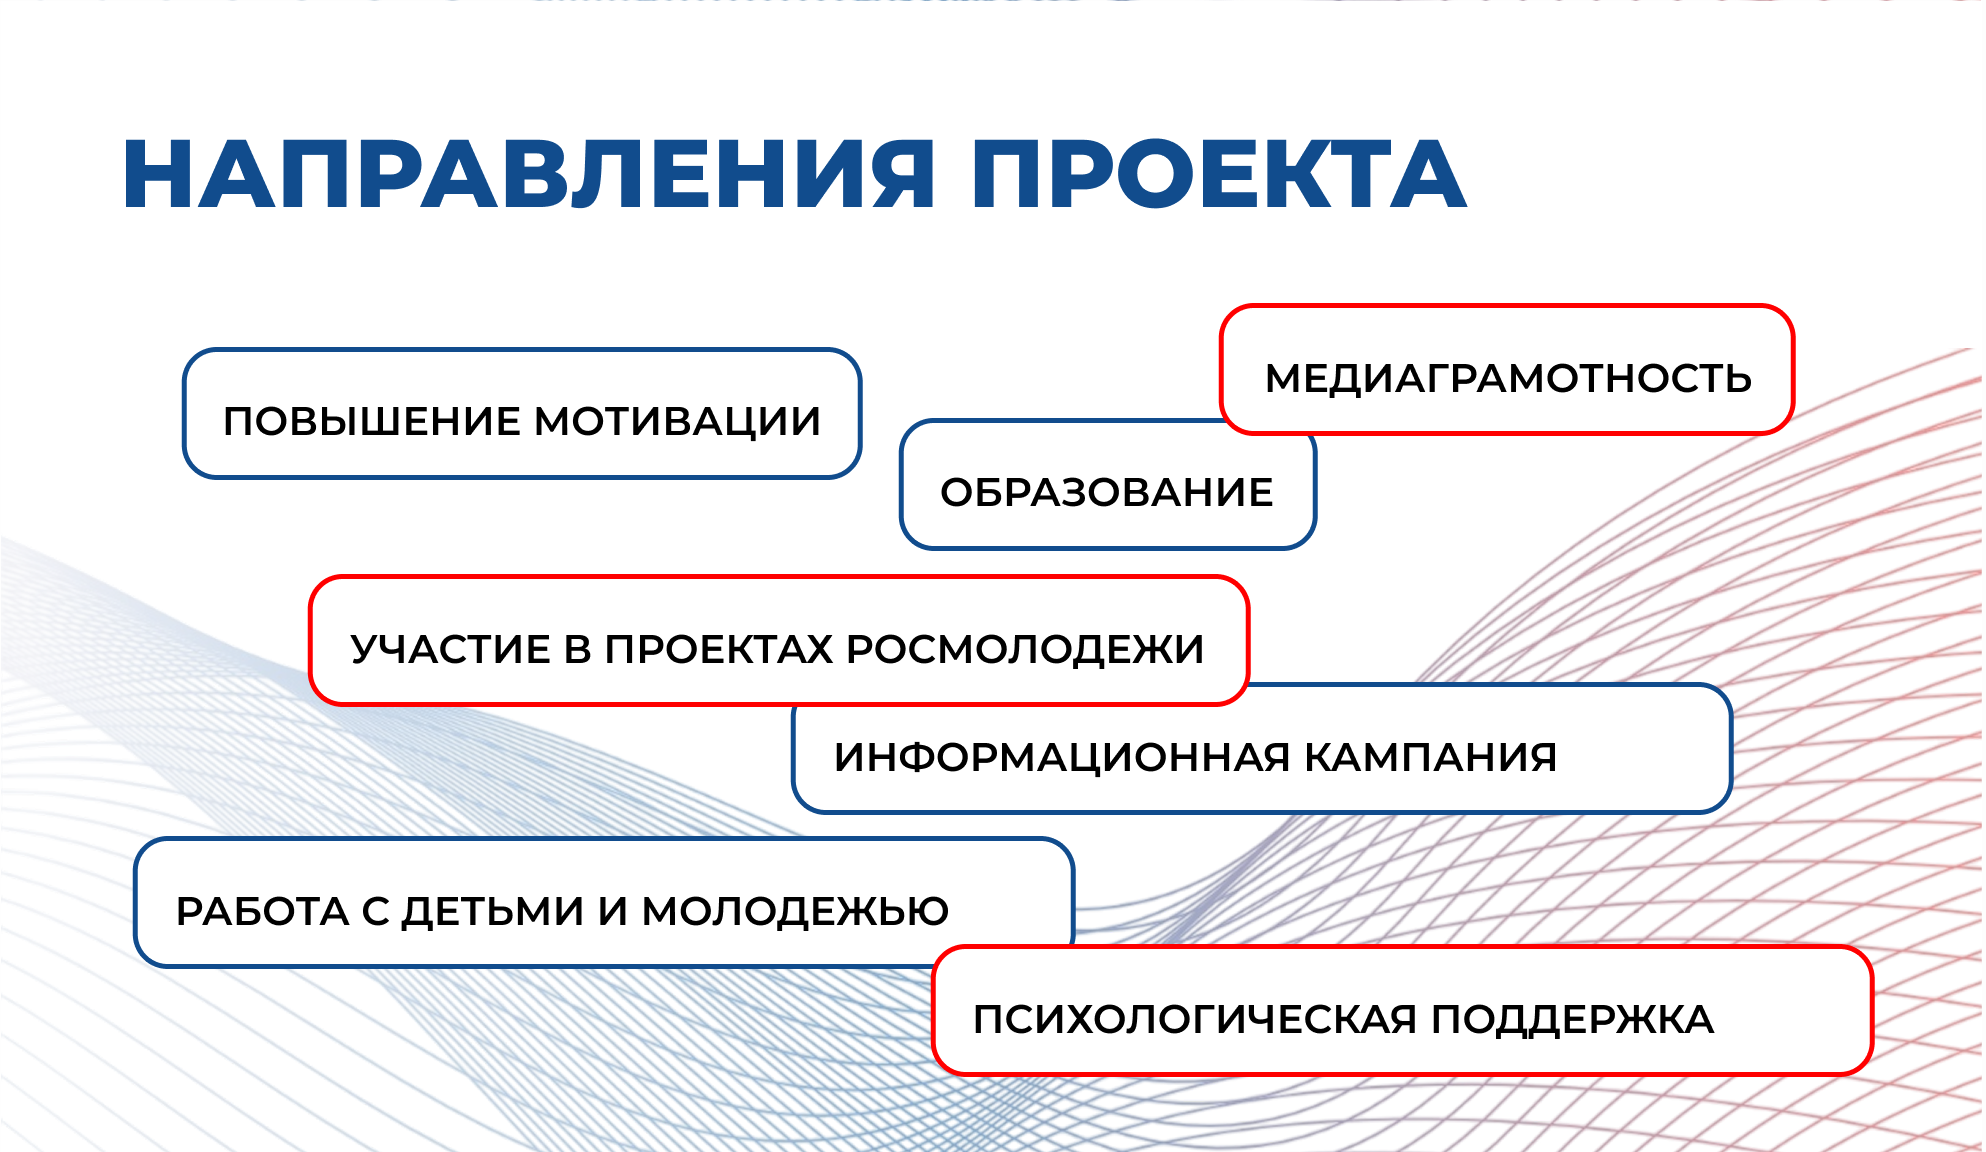 НАПРАВЛЕНИЯ ПРОЕКТА
МЕДИАГРАМОТНОСТЬ
ПОВЫШЕНИЕ МОТИВАЦИИ
ОБРАЗОВАНИЕ
УЧАСТИЕ В ПРОЕКТАХ РОСМОЛОДЕЖИ
ИНФОРМАЦИОННАЯ КАМПАНИЯ
РАБОТА С ДЕТЬМИ И МОЛОДЕЖЬЮ
ПСИХОЛОГИЧЕСКАЯ ПОДДЕРЖКА